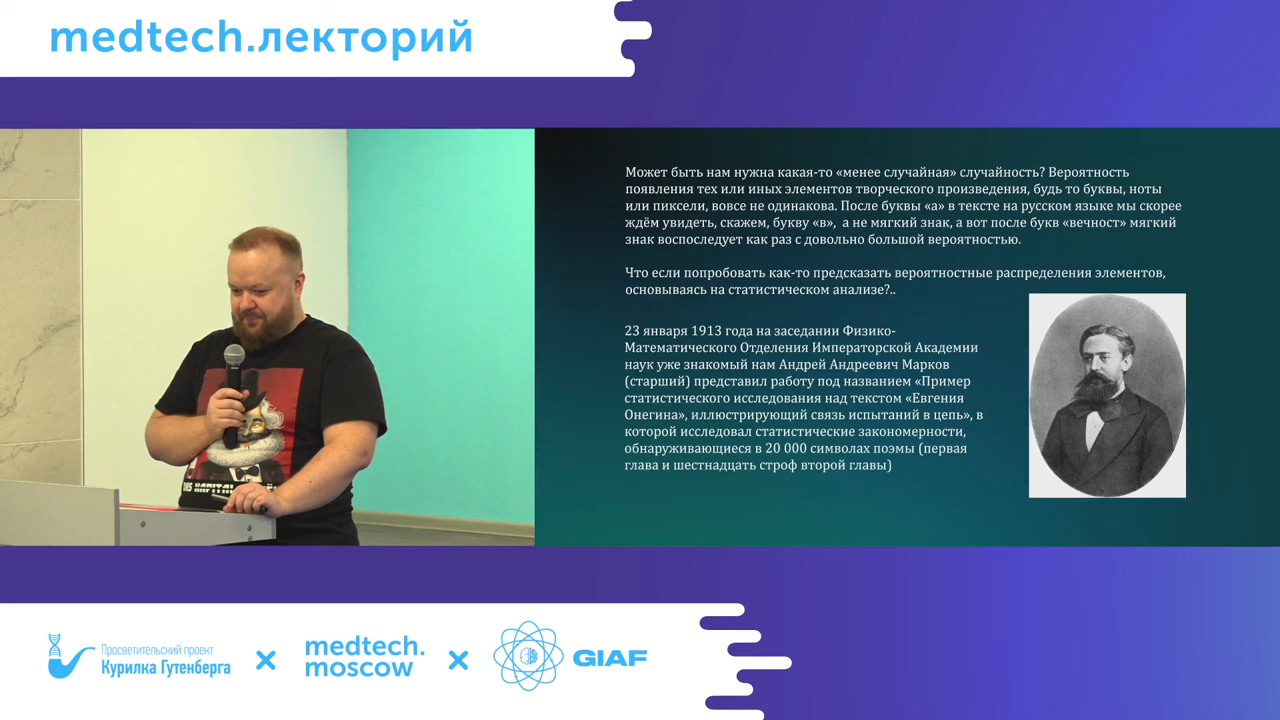 medtech.лекторий
Может быть нам нужна какая-то «менее случайная» случайность? Вероятность
появления тех или иных элементов творческого произведения, будь то буквы, ноты
или пиксели, вовсе не одинакова. После буквы «а» в тексте на русском языке мы скорее
ждём увидеть, скажем, букву «в», а не мягкий знак, а вот после букв «вечност» мягкий
знак воспоследует как раз с довольно большой вероятностью.
Что если попробовать как-то предсказать вероятностные распределения элементов,
основываясь на статистическом анализе?..
23 января 1913 года на заседании Физико-
Математического Отделения Императорской Академии
наук уже знакомый нам Андрей Андреевич Марков
(старший) представил работу под названием «Пример
статистического исследования над текстом «Евгения
Онегина», иллюстрирующий связь испытаний в цепь», в
которой исследовал статистические закономерности,
обнаруживающиеся в 20 000 символах поэмы (первая
глава и шестнадцать строф второй главы)
Просветительский проект
Курилка Гутенберга
medtech.
moscow
GIAF